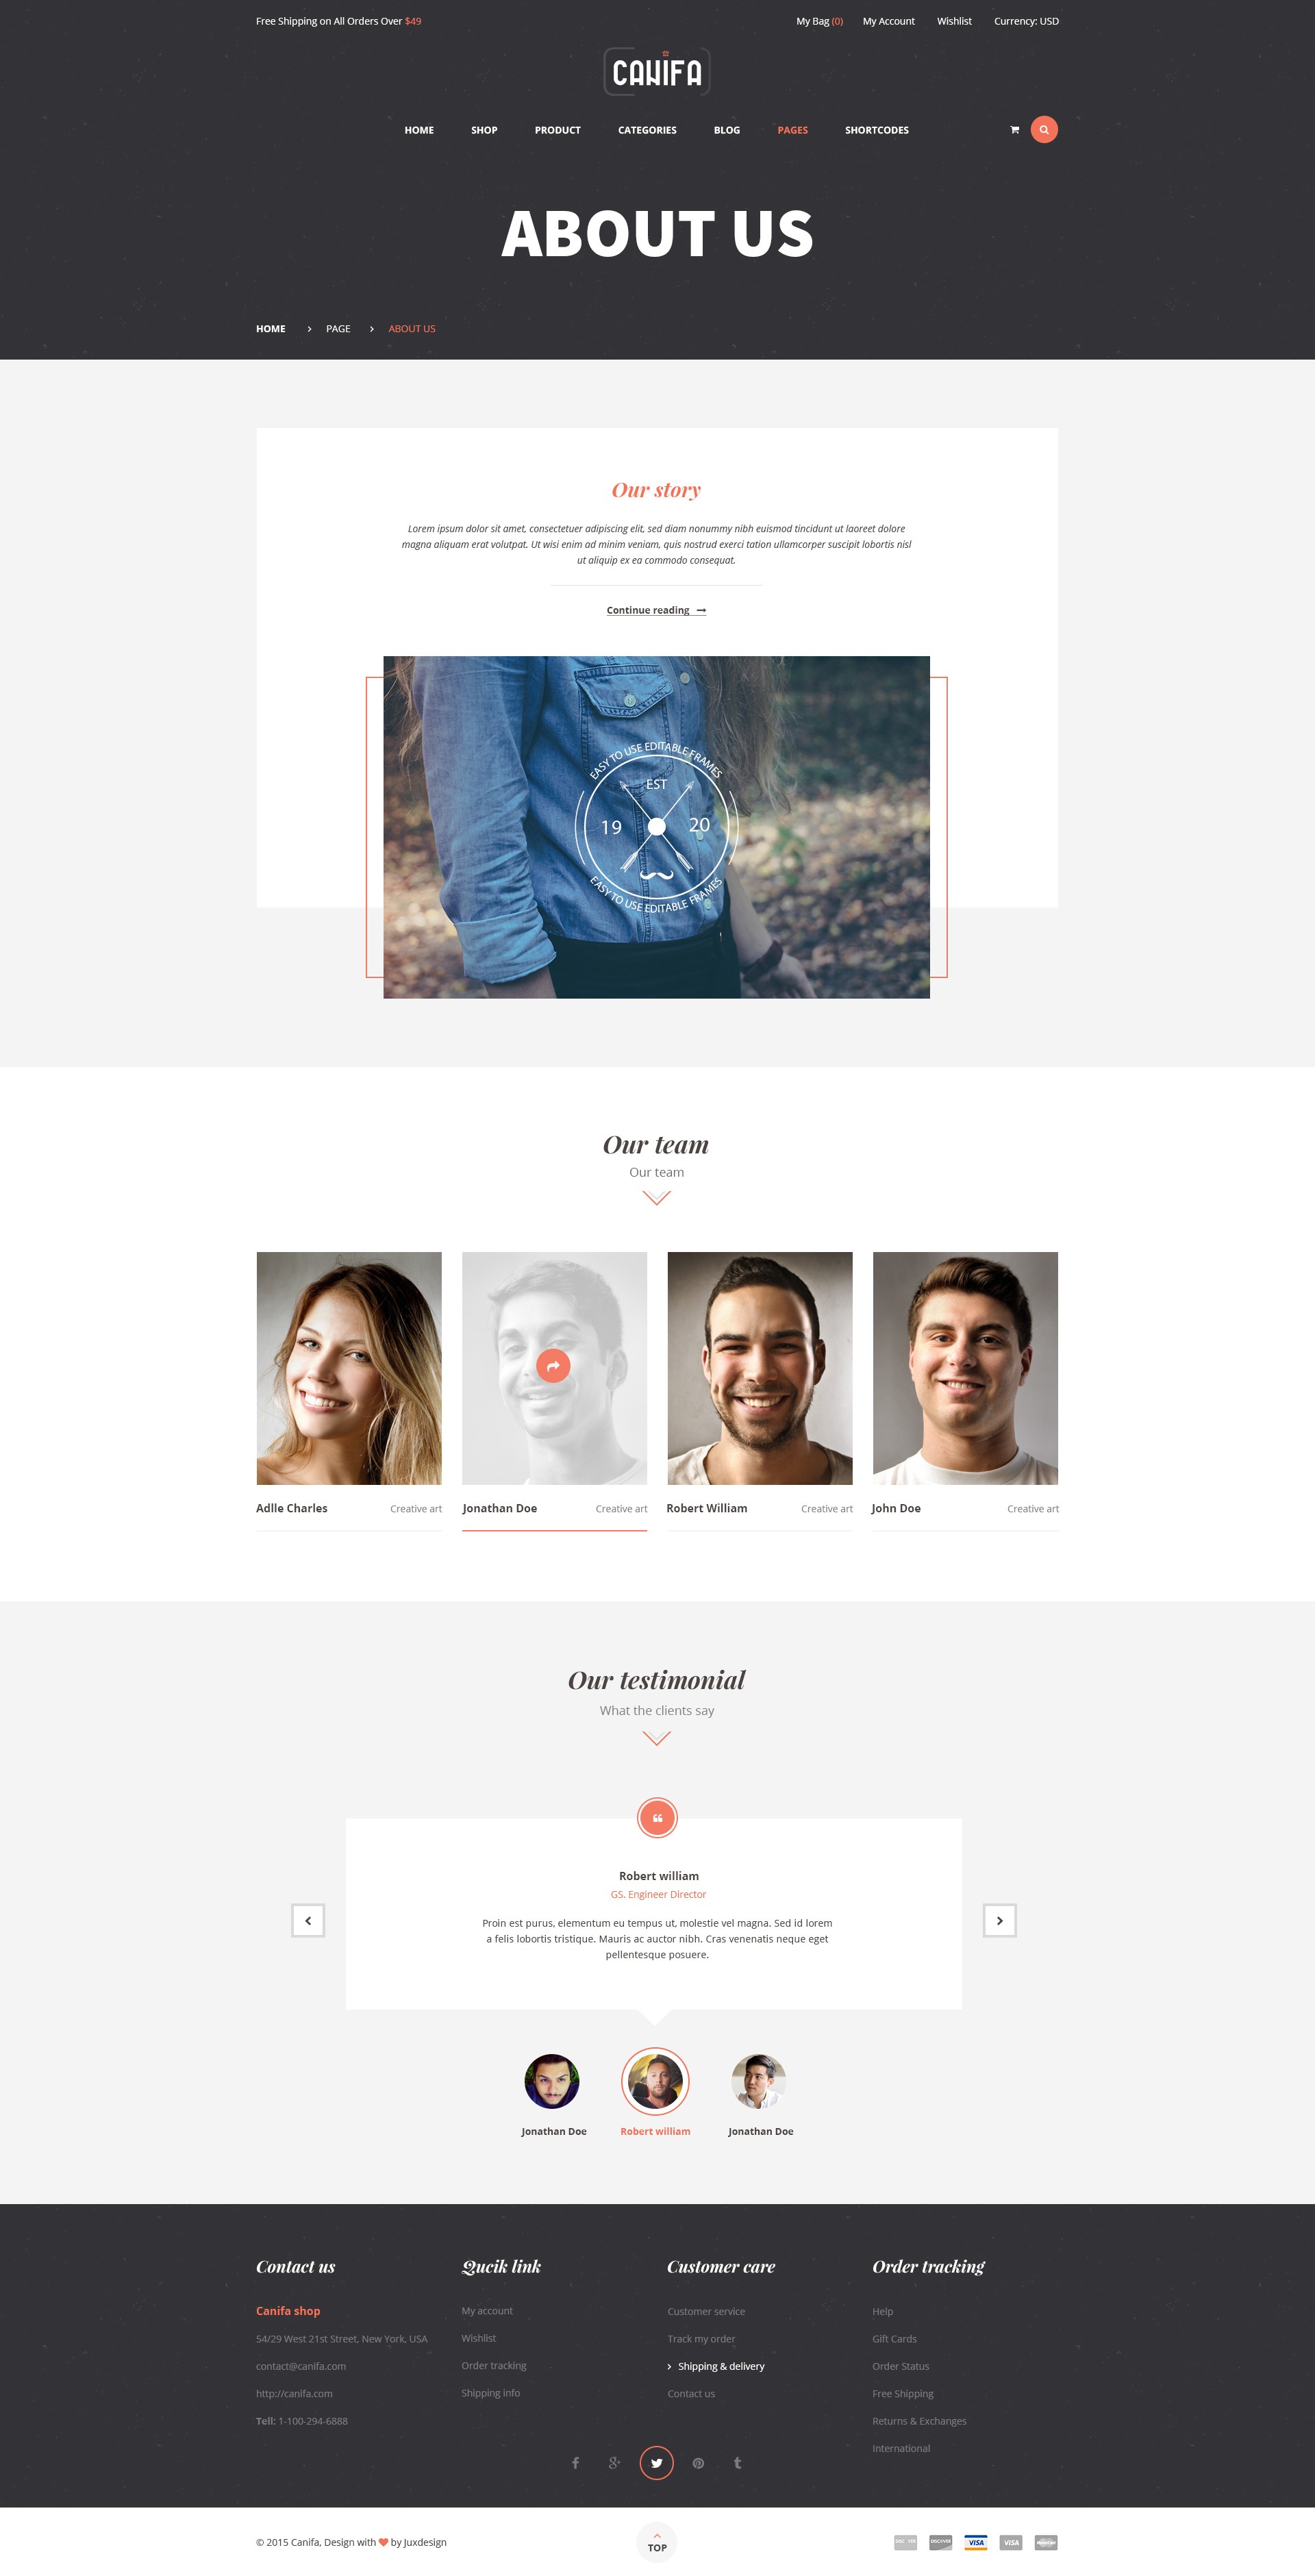 Free Shipping on All Orders Over $49
My Bag (0) My Account Wishlist Currency: USD
CANIFA
HOME SHOP PRODUCT CATEGORIES BLOG PAGES SHORTCODES
ABOUT US
HOME PAGE ABOUT US
Our story
Lorem ipsum dolor sit amet, consectetuer adipiscing elit, sed diam nonummy nibh euismod tincidunt ut laoreet dolore
magna aliquam erat volutpat. Ut wisi enim ad minim veniam, quis nostrud exerci tation ullamcorper suscipit lobortis nisl
ut aliquip ex ea commodo consequat.
Continue reading
EASY TO USE EDITABLE FRAMES
EST
19 20
EASY TO USE EDITABLE FRAMES
Our team
Our team
Adlle Charles Creative art
Jonathan Doe Creative art
Robert William Creative art
John Doe Creative art
Our testimonial
What the clients say
Robert william
GS. Engineer Director
Proin est purus, elementum eu tempus ut, molestie vel magna. Sed id lorem
a felis lobortis tristique. Mauris ac auctor nibh. Cras venenatis neque eget
pellentesque posuere.
Jonathan Doe
Robert william
Jonathan Doe
Contact us
Canifa shop
54/29 West 21st Street, New York, USA
contact@canifa.com
http://canifa.com
Tell: 1-100-294-6888
Qucik link
My account
Wishlist
Order tracking
Shipping info
Customer care
Customer service
Track my order
Shipping & delivery
Contact us
Order tracking
Help
Gift Cards
Order Status
Free Shipping
Returns & Exchanges
International
© 2015 Canifa, Design with by Juxdesign
TOP
DISCOVER
VISA
VISA